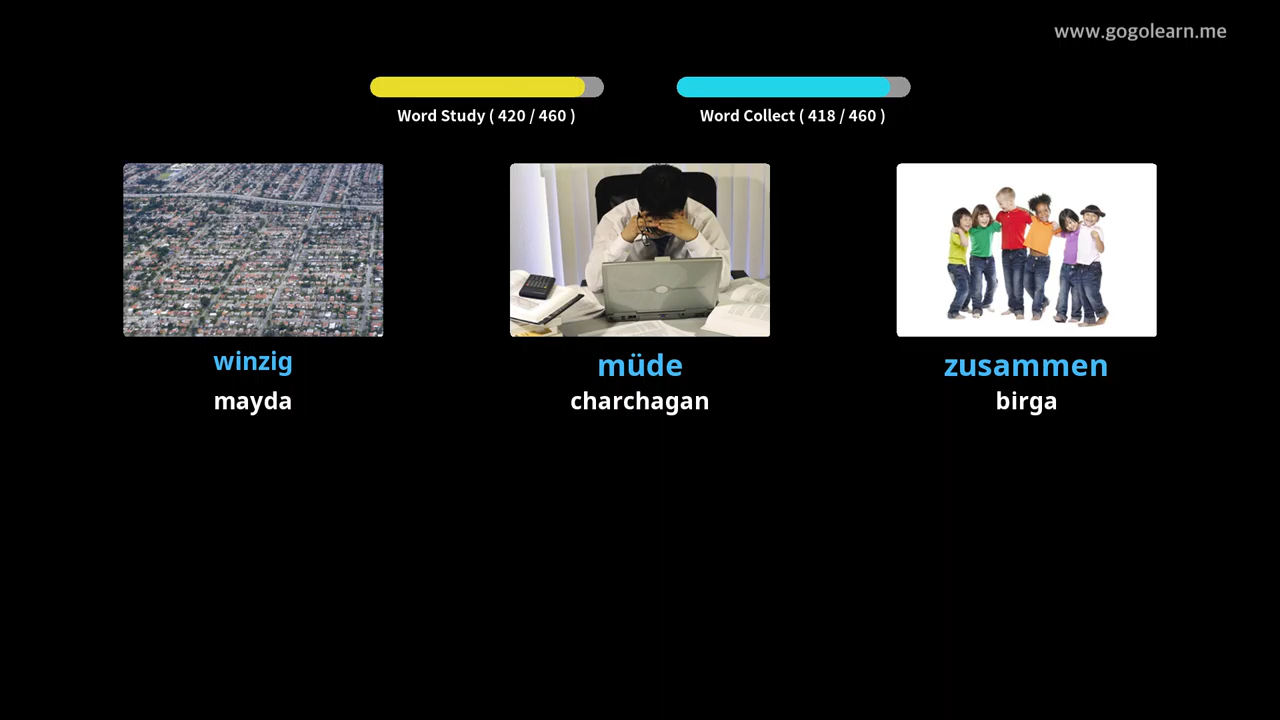 www.gogolearn.me
Word Study ( 420 / 460 )
Word Collect ( 418 / 460 )
winzig
mayda
müde
charchagan
zusammen
birga